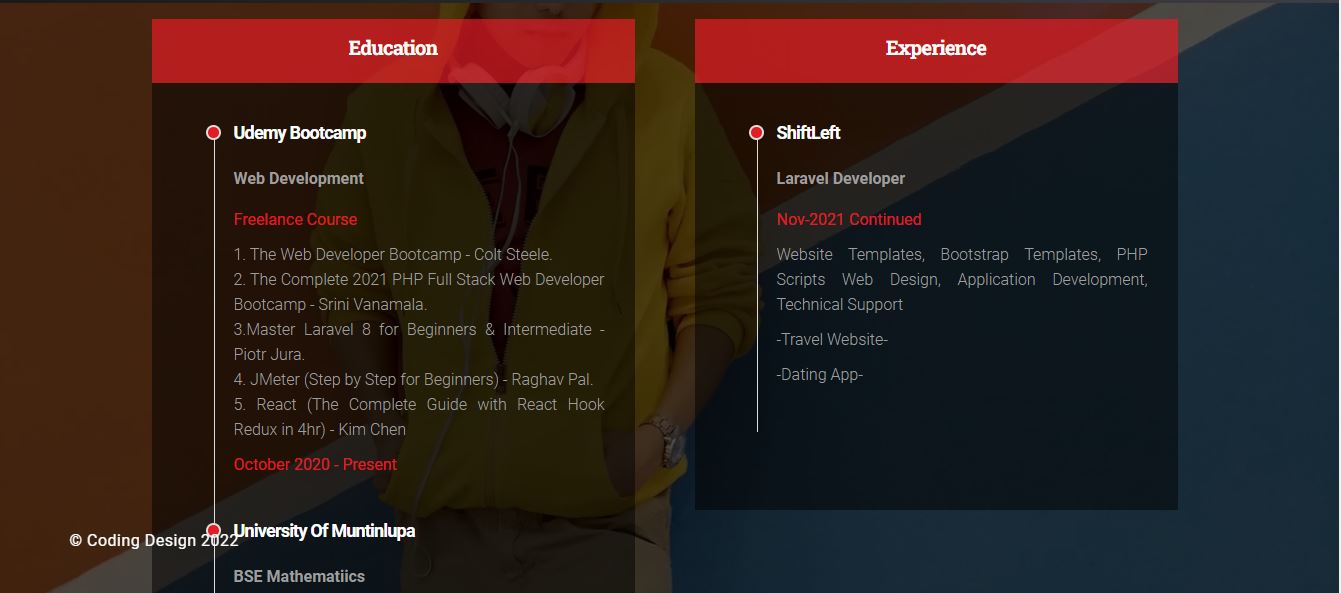 Education
Udemy Bootcamp
Web Development
Freelance Course
1. The Web Developer Bootcamp - Colt Steele.
2. The Complete 2021 PHP Full Stack Web Developer
Bootcamp - Srini Vanamala.
3.Master Laravel 8 for Beginners & Intermediate -
Piotr Jura.
4. JMeter (Step by Step for Beginners) - Raghav Pal.
5. React (The Complete Guide with React Hook
Redux in 4hr) - Kim Chen
October 2020 - Present
University Of Muntinlupa
BSE Mathematiics
Experience
ShiftLeft
Laravel Developer
Nov-2021 Continued
Website Templates, Bootstrap Templates, PHP
Scripts Web Design, Application Development,
Technical Support
-Travel Website-
-Dating App-
© Coding Design 2022